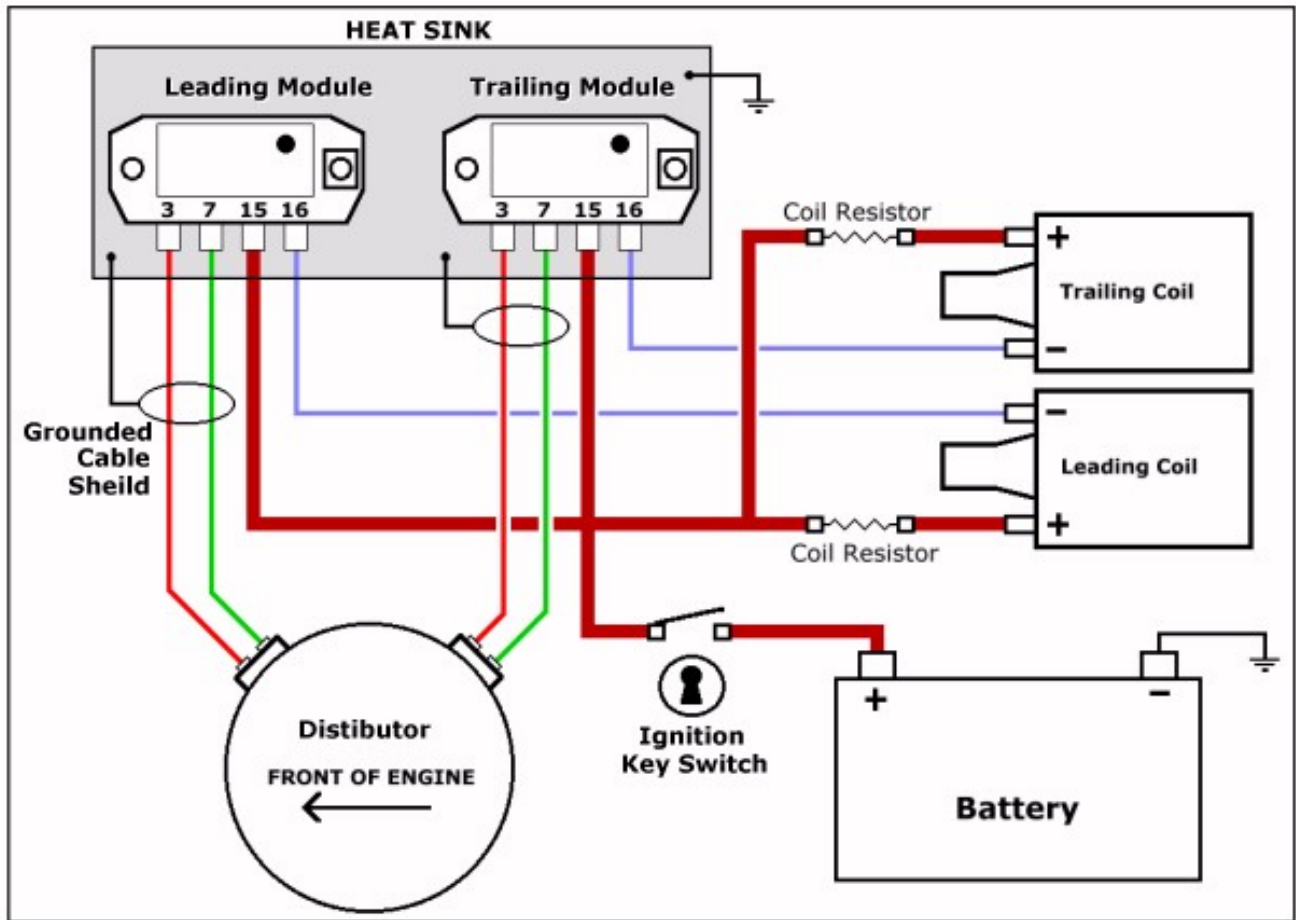 HEAT SINK
Leading Module
Trailing Module
3 7 15 16
3 7 15 16
Coil Resistor
+
Trailing Coil
−
−
Leading Coil
+
Coil Resistor
Grounded
Cable
Sheild
Distibutor
FRONT OF ENGINE
Ignition
Key Switch
+
−
Battery